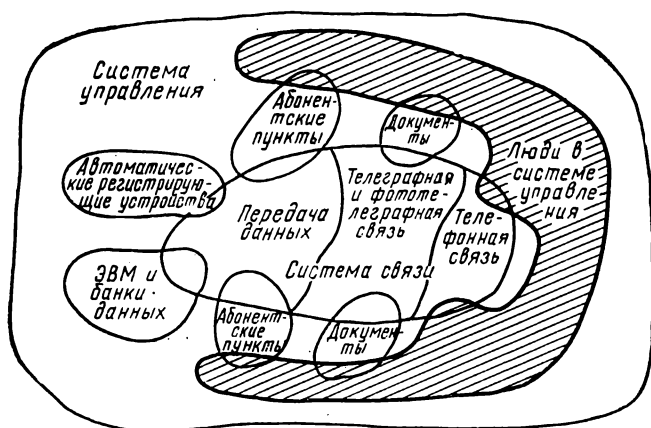 Система
управления
Абонент-
ские
пункты
Докумен-
ты
Люди в
системе
управле-
ния
Автоматичес-
кие регистрирую-
щие устройства
Передача
данных
Телеграфная
и фототе-
леграфная
связь
Теле-
фонная
связь
Система связи
ЭВМ и
банки-
данных
Абонент-
ские
пункты
Докумен-
ты